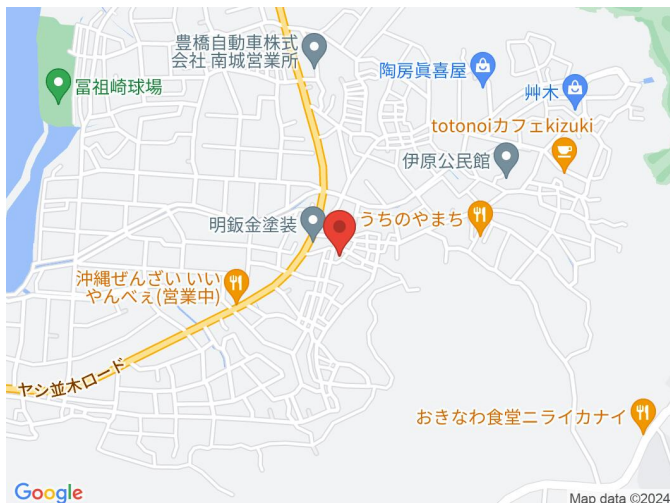 豊橋自動車株式
会社 南城営業所
冨祖崎球場
陶房眞喜屋
艸木
totonoiカフェkizuki
伊原公民館
明鈑金塗装
うちのやまち
沖縄ぜんざい いい
やんべぇ(営業中)
ヤシ並木ロード
おきなわ食堂ニライカナイ
Google
Map data ©2024